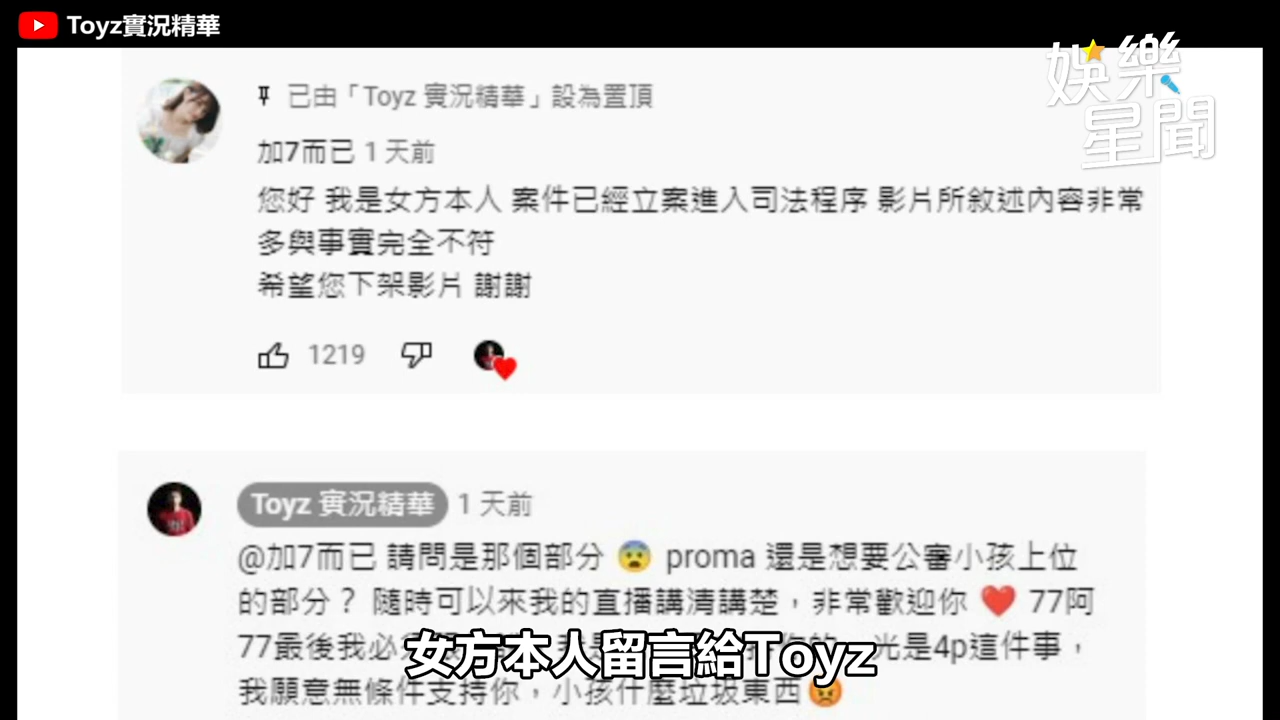 Toyz實況精華
娛樂
星聞
已由「Toyz 實況精華」設為置頂
加7而已 1 天前
您好 我是女方本人 案件已經立案進入司法程序 影片所敘述內容非常
多與事實完全不符
希望您下架影片 謝謝
1219
Toyz 實況精華 1 天前
@加7而已 請問是那個部分 😨 proma 還是想要公審小孩上位
的部分？ 隨時可以來我的直播講清講楚，非常歡迎你 ❤️ 77阿
77最後我必 光是4p這件事，
女方本人留言給Toyz
我願意無條件支持你，小孩什麼垃圾東西😡